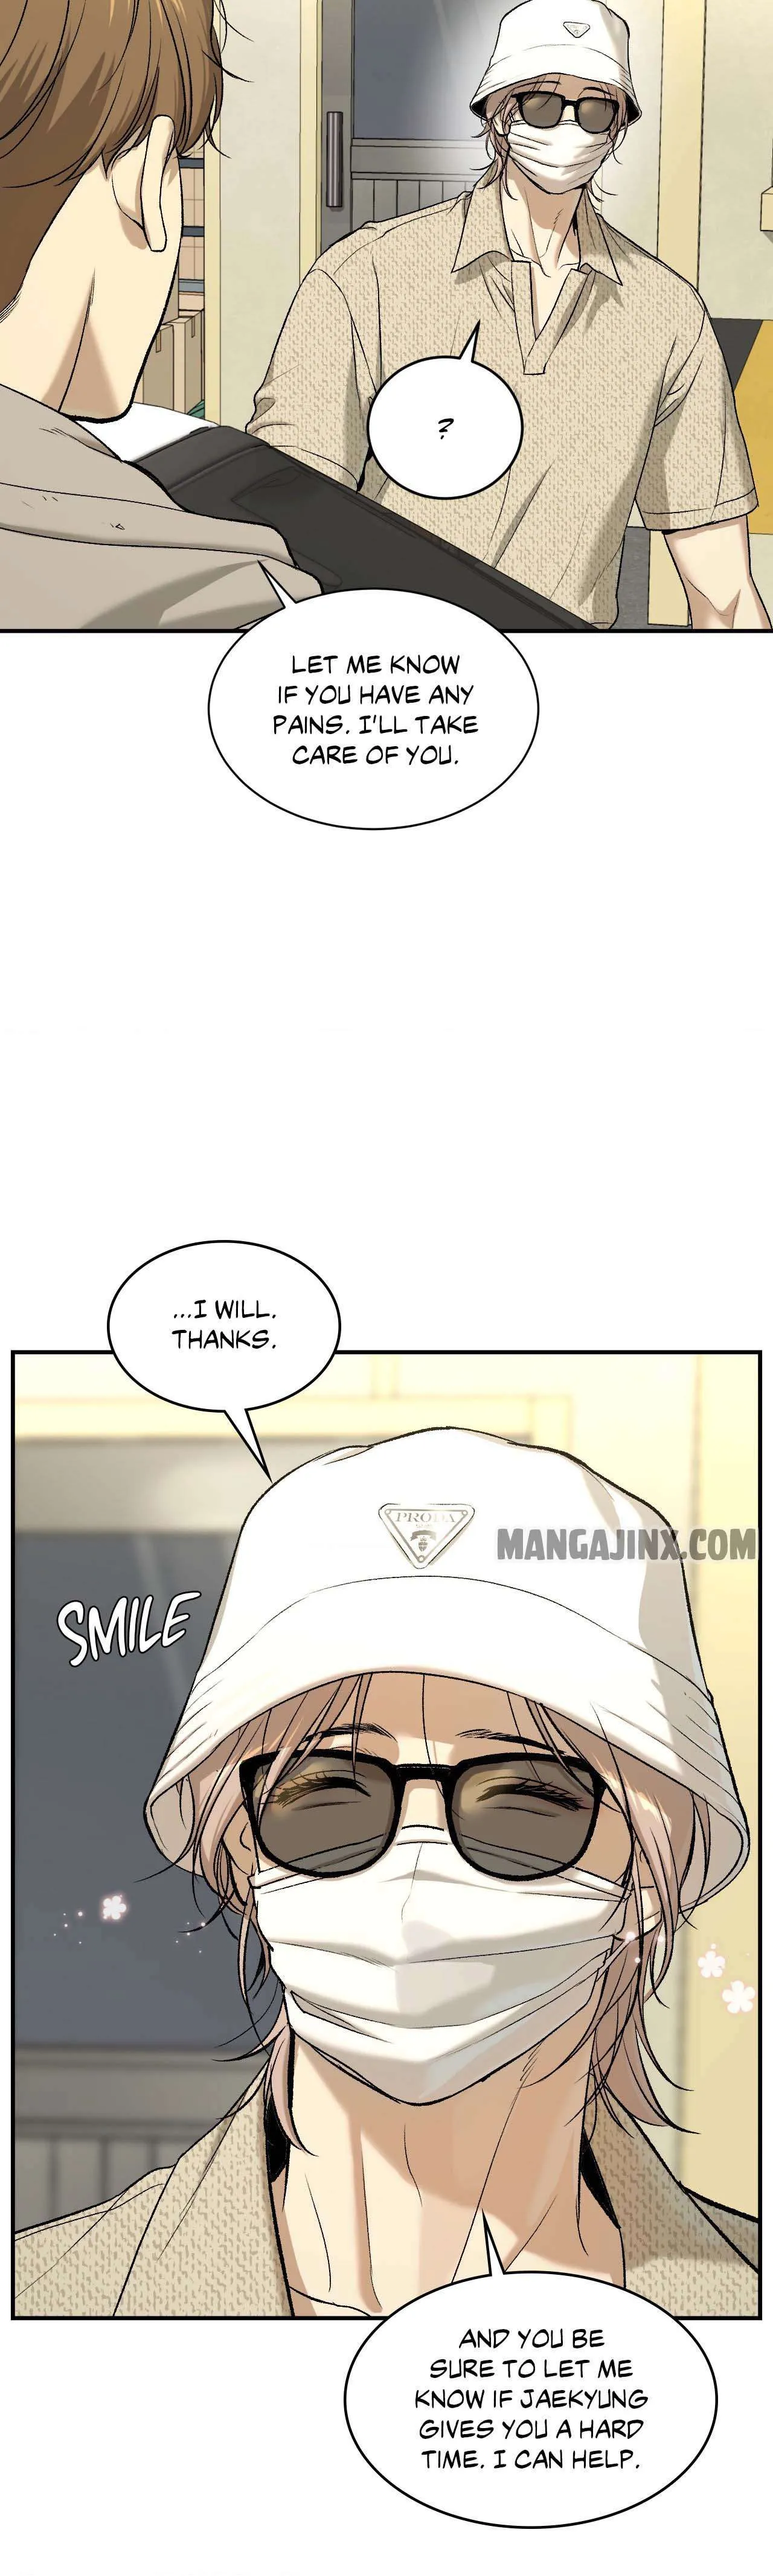 ?
LET ME KNOW
IF YOU HAVE ANY
PAINS. I'LL TAKE
CARE OF YOU.
...I WILL.
THANKS.
PRODA
MANGAJINX.COM
SMILE
AND YOU BE
SURE TO LET ME
KNOW IF JAEKYUNG
GIVES YOU A HARD
TIME. I CAN HELP.